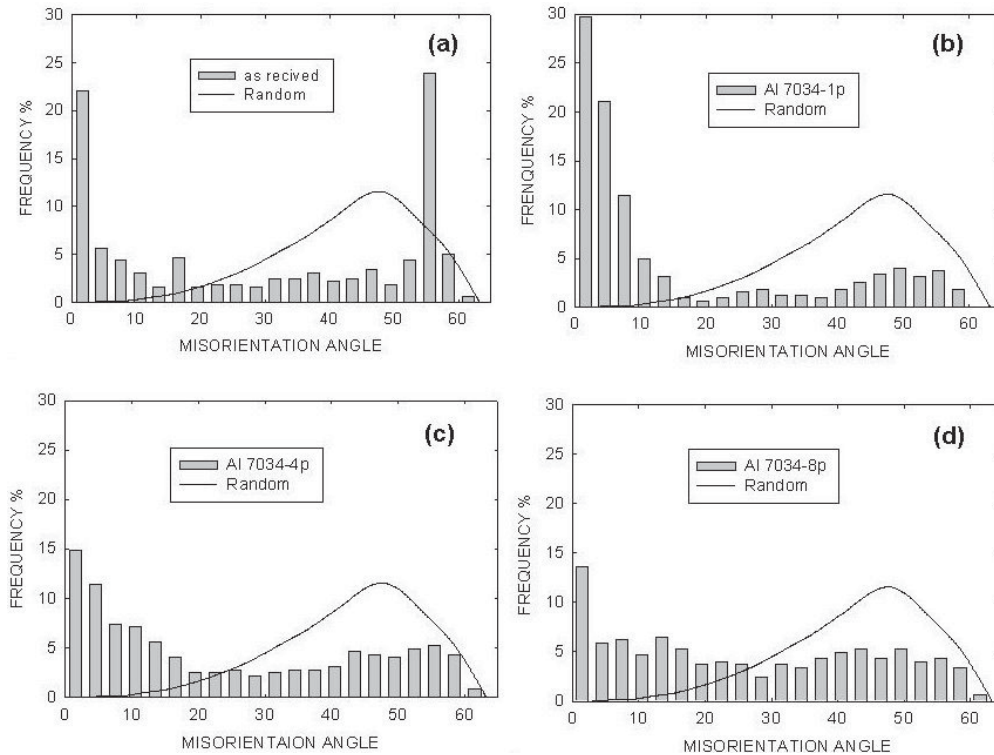 (a)
as recived
Random
FREQUENCY %
30
25
20
15
10
5
0
0 10 20 30 40 50 60
MISORIENTATION ANGLE
(b)
Al 7034-1p
Random
FRENQUENCY %
30
25
20
15
10
5
0
0 10 20 30 40 50 60
MISORIENTATION ANGLE
(c)
Al 7034-4p
Random
FREQUENCY %
30
25
20
15
10
5
0
0 10 20 30 40 50 60
MISORIENTAION ANGLE
(d)
Al 7034-8p
Random
FREQUENCY %
30
25
20
15
10
5
0
0 10 20 30 40 50 60
MISORIENTATION ANGLE